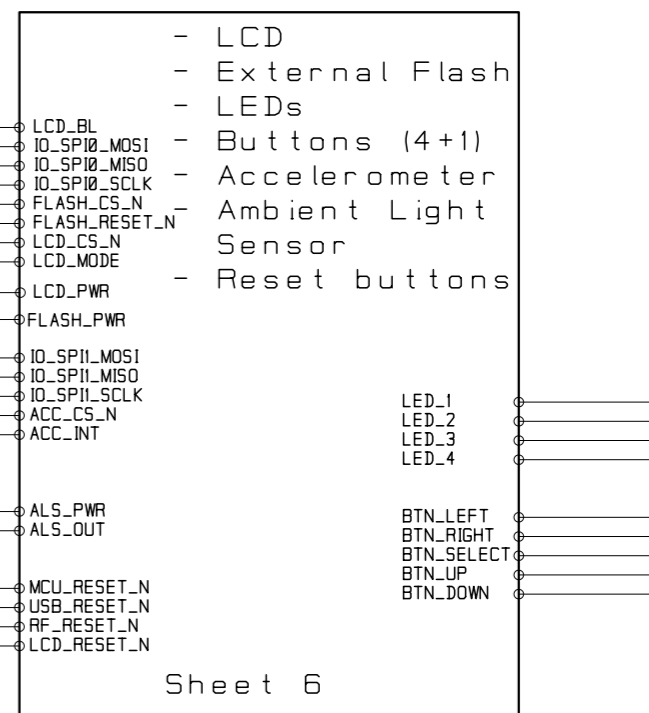 - LCD
- External Flash
- LEDs
- Buttons (4+1)
- Accelerometer
- Ambient Light
Sensor
- Reset buttons
LCD_BL
IO_SPI0_MOSI
IO_SPI0_MISO
IO_SPI0_SCLK
FLASH_CS_N
FLASH_RESET_N
LCD_CS_N
LCD_MODE
LCD_PWR
FLASH_PWR
IO_SPI1_MOSI
IO_SPI1_MISO
IO_SPI1_SCLK
ACC_CS_N
ACC_INT
ALS_PWR
ALS_OUT
MCU_RESET_N
USB_RESET_N
RF_RESET_N
LCD_RESET_N
LED_1
LED_2
LED_3
LED_4
BTN_LEFT
BTN_RIGHT
BTN_SELECT
BTN_UP
BTN_DOWN
Sheet 6